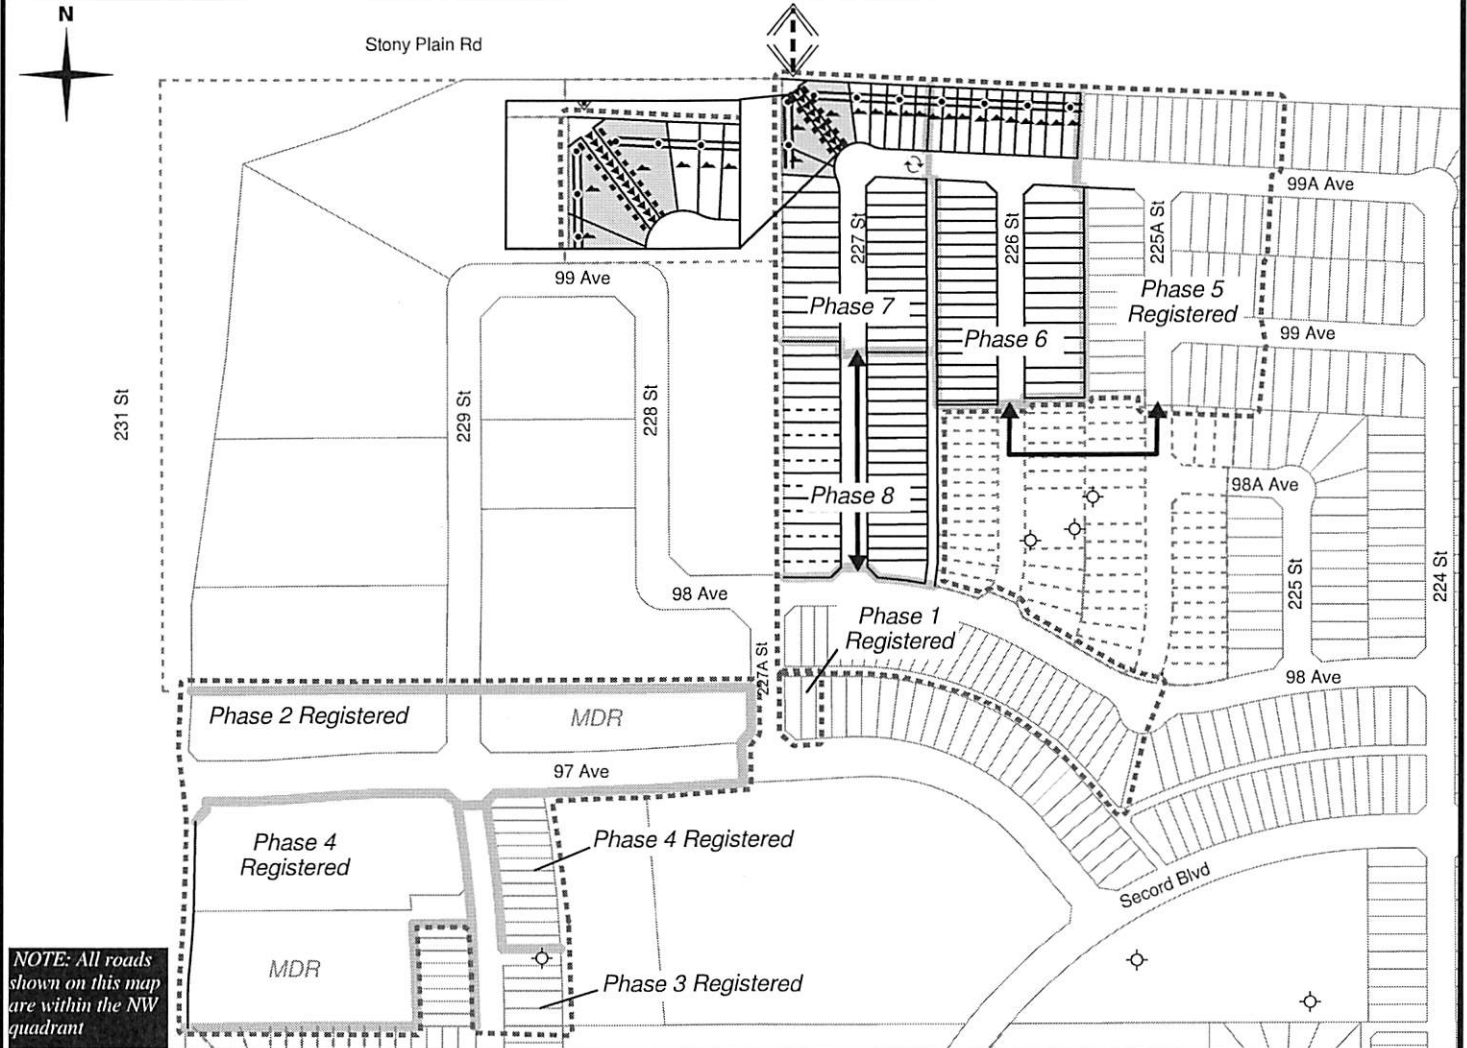 N
Stony Plain Rd
99A Ave
227 St
226 St
225A St
99 Ave
Phase 7
Phase 5
Registered
Phase 6
99 Ave
231 St
229 St
228 St
98A Ave
Phase 8
225 St
224 St
98 Ave
Phase 1
Registered
227A St
98 Ave
Phase 2 Registered
MDR
97 Ave
Phase 4
Registered
Phase 4 Registered
Secord Blvd
NOTE: All roads
shown on this map
are within the NW
quadrant
MDR
Phase 3 Registered